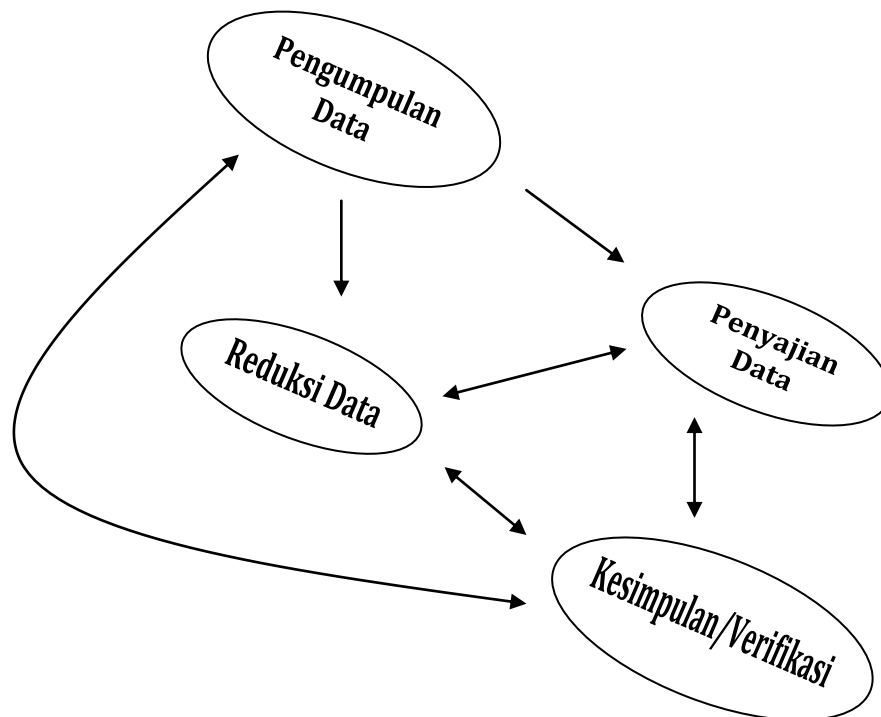 Pengumpulan
Data
Penyajian
Data
Reduksi Data
Kesimpulan/Verifikasi